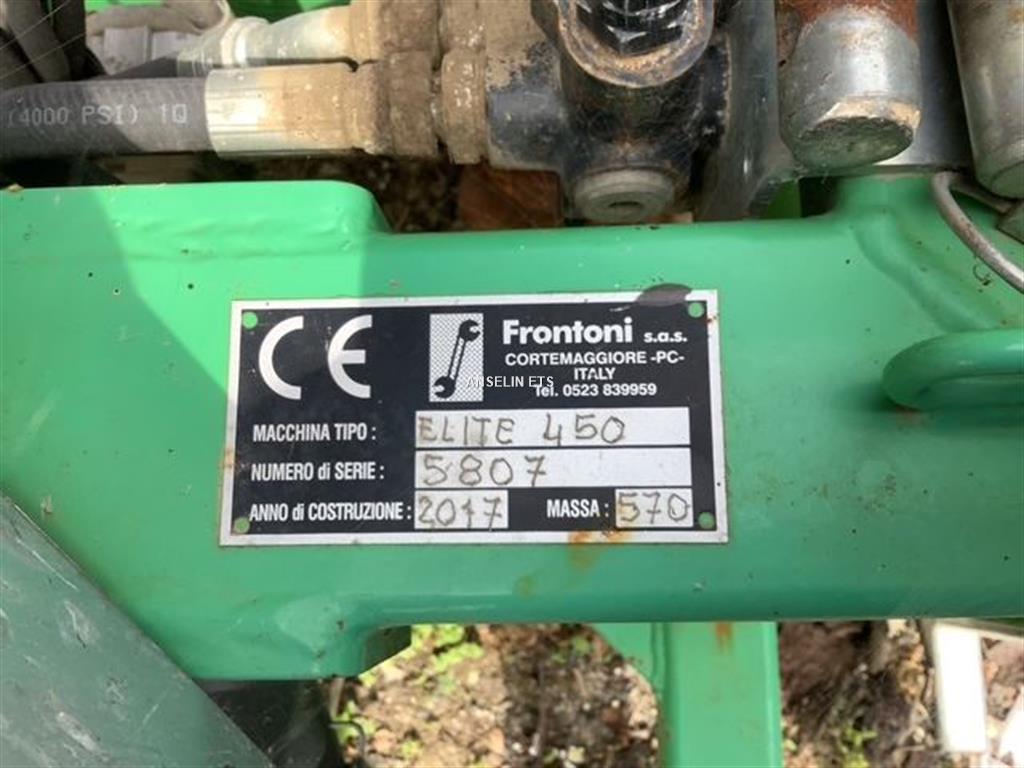 (4000 PSI) 1Q
CE
Frontoni s.a.s.
CORTEMAGGIORE -PC-
ITALY
ANSELIN ETS
Tel. 0523 839959
MACCHINA TIPO: ELITE 450
NUMERO di SERIE: 5807
ANNO di COSTRUZIONE: 2017 MASSA: 570